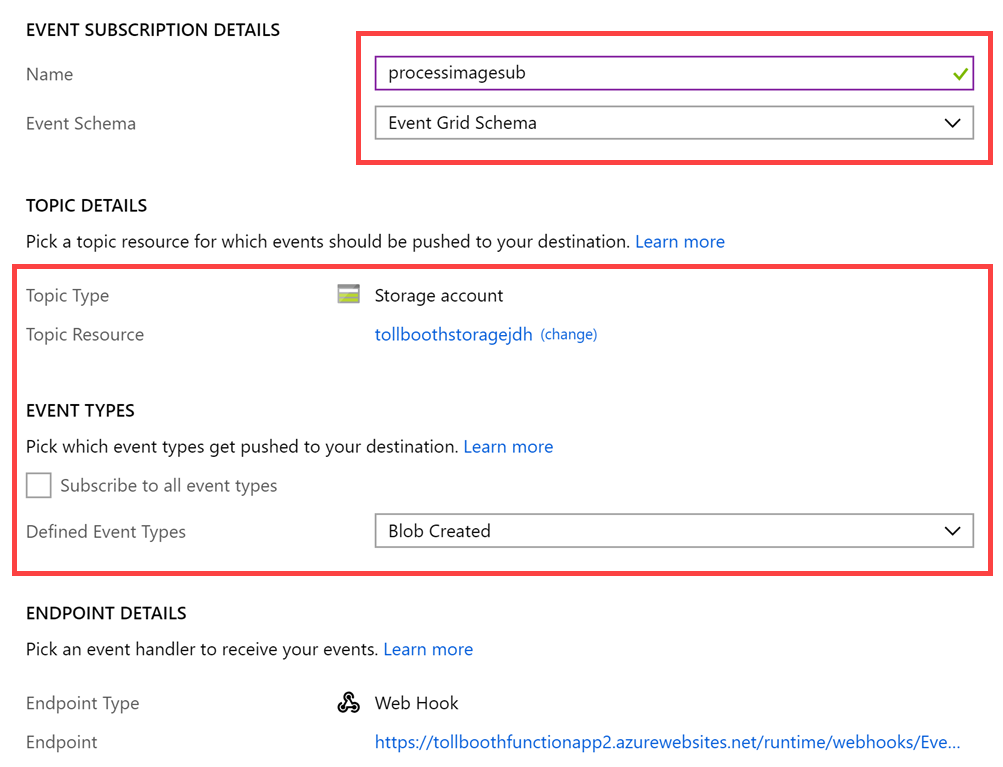 EVENT SUBSCRIPTION DETAILS
Name processimagesub
Event Schema Event Grid Schema
TOPIC DETAILS
Pick a topic resource for which events should be pushed to your destination. Learn more
Topic Type Storage account
Topic Resource tollboothstoragejdh (change)
EVENT TYPES
Pick which event types get pushed to your destination. Learn more
Subscribe to all event types
Defined Event Types Blob Created
ENDPOINT DETAILS
Pick an event handler to receive your events. Learn more
Endpoint Type Web Hook
Endpoint https://tollboothfunctionapp2.azurewebsites.net/runtime/webhooks/Eve...